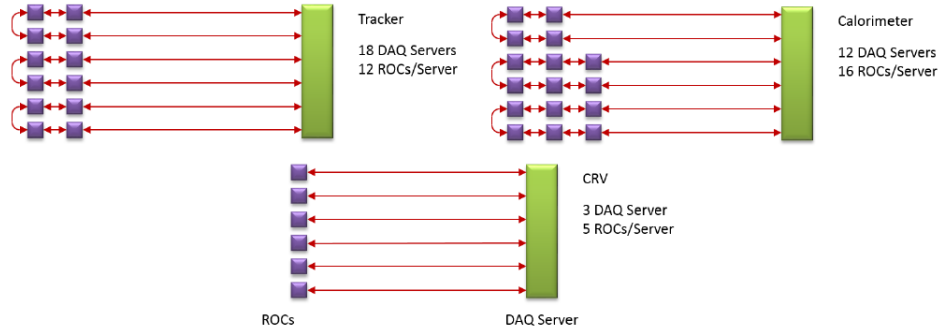 Tracker
18 DAQ Servers
12 ROCs/Server
Calorimeter
12 DAQ Servers
16 ROCs/Server
CRV
3 DAQ Server
5 ROCs/Server
ROCs
DAQ Server